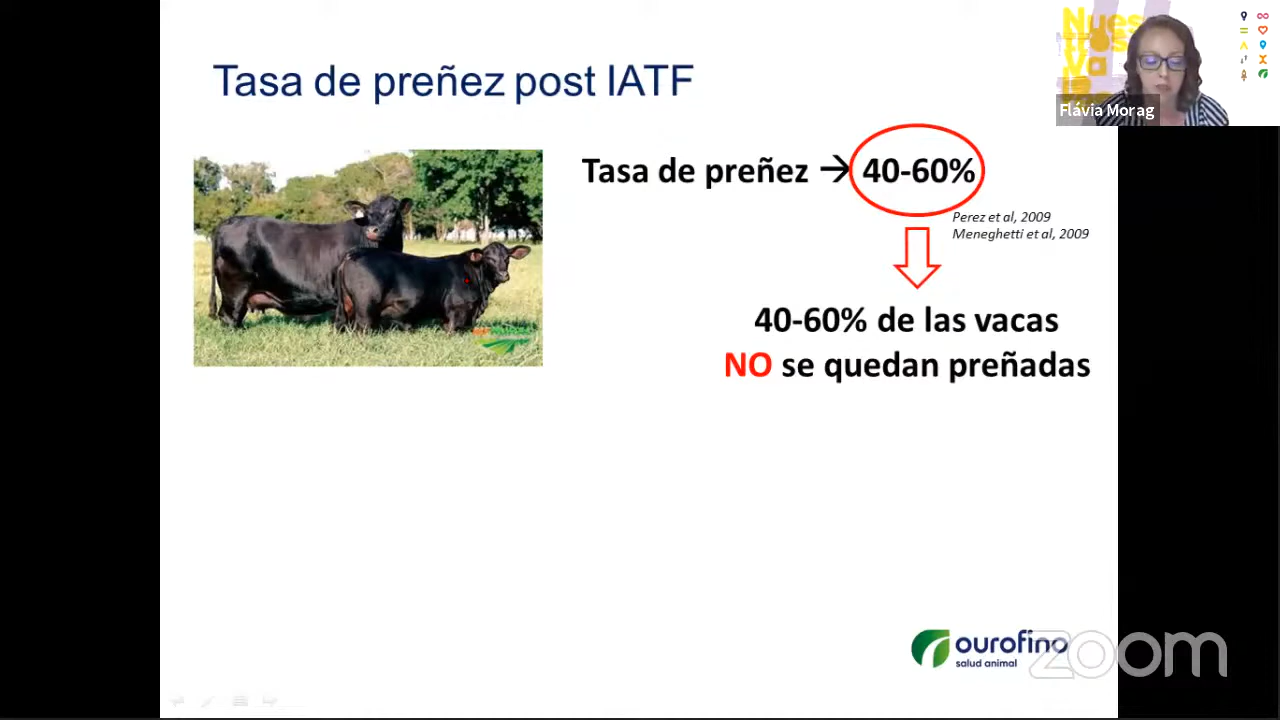 Tasa de preñez post IATF
Flávia Morag
Tasa de preñez → 40-60%
Perez et al, 2009
Meneghetti et al, 2009
40-60% de las vacas
NO se quedan preñadas
ourofino
salud animal
zoom